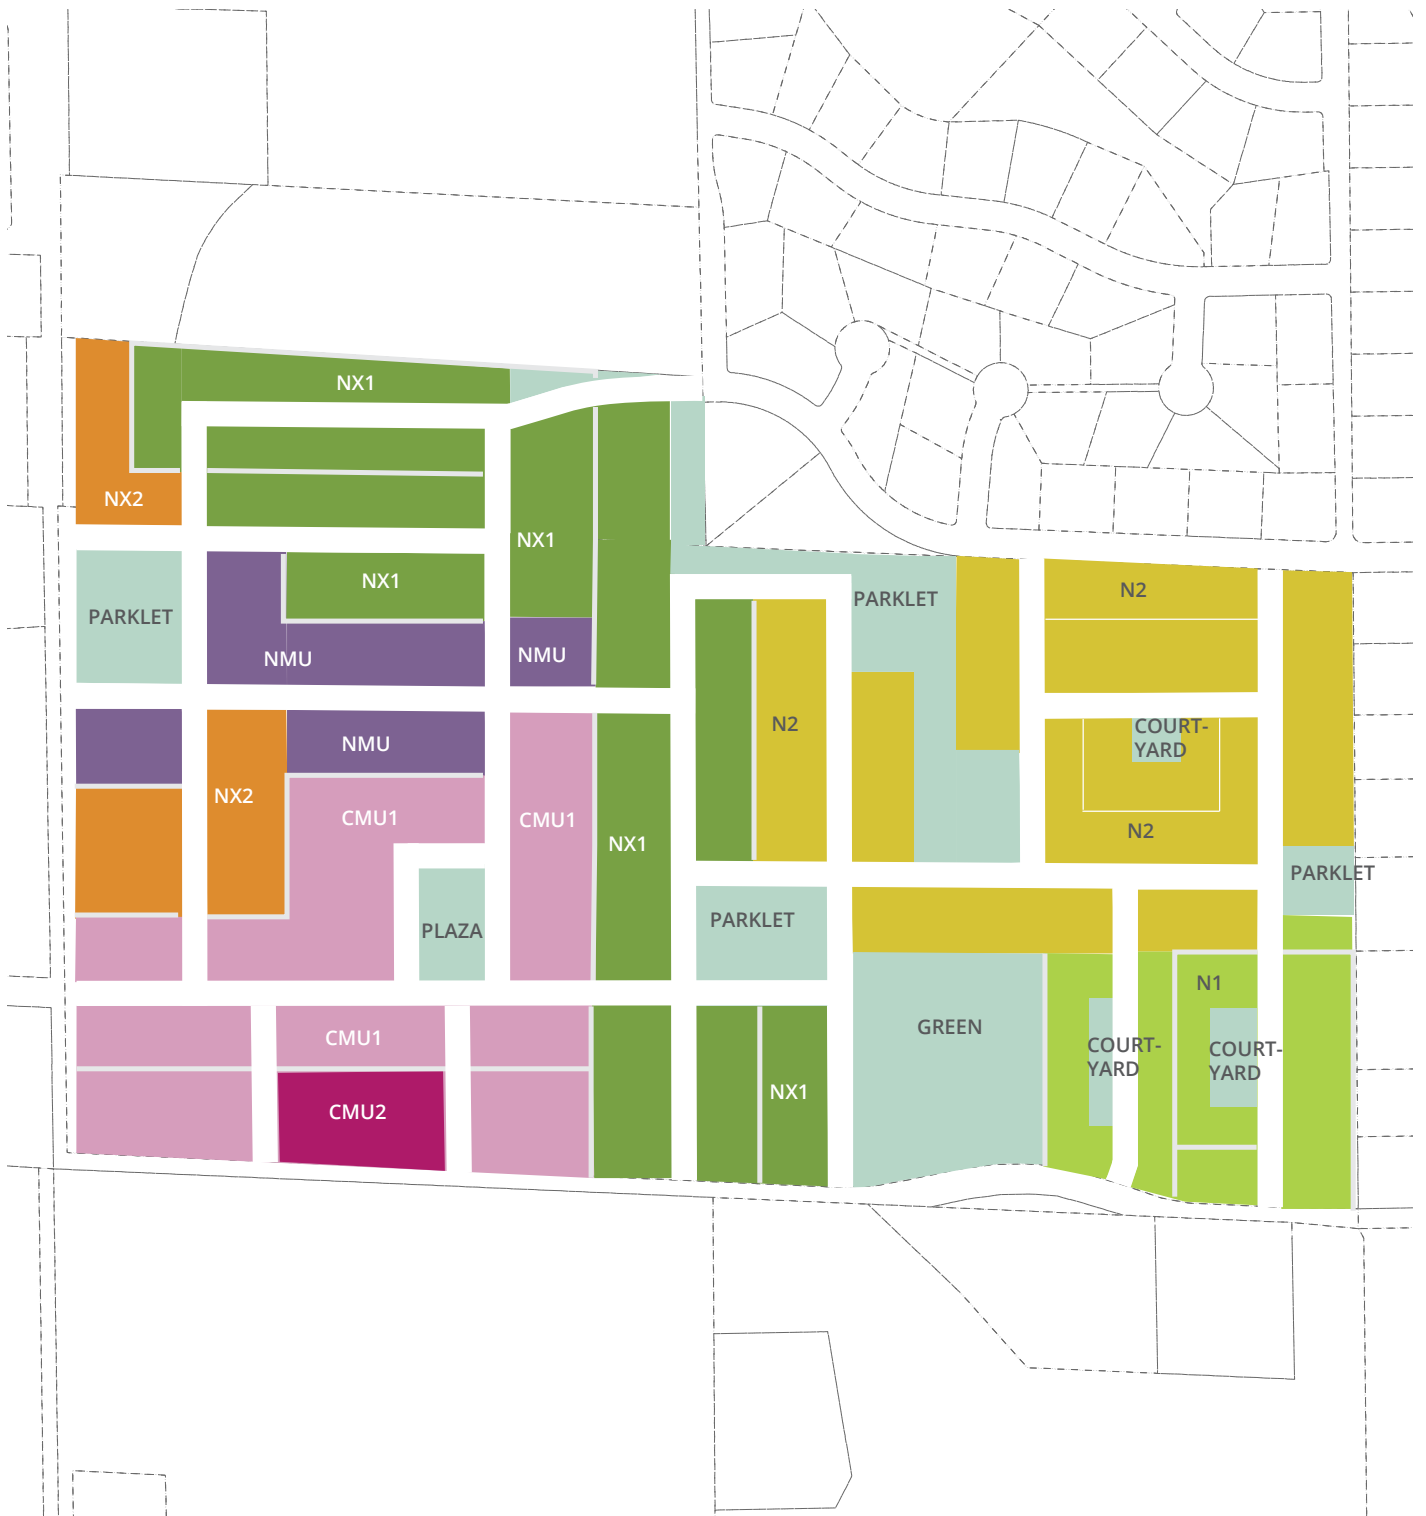 NX1
NX2
NX1
NX1
PARKLET
NMU
NMU
PARKLET
N2
N2
NMU
COURT-
YARD
NX2
CMU1
CMU1
NX1
N2
PARKLET
PLAZA
PARKLET
N1
GREEN
CMU1
COURT-
YARD
COURT-
YARD
CMU2
NX1